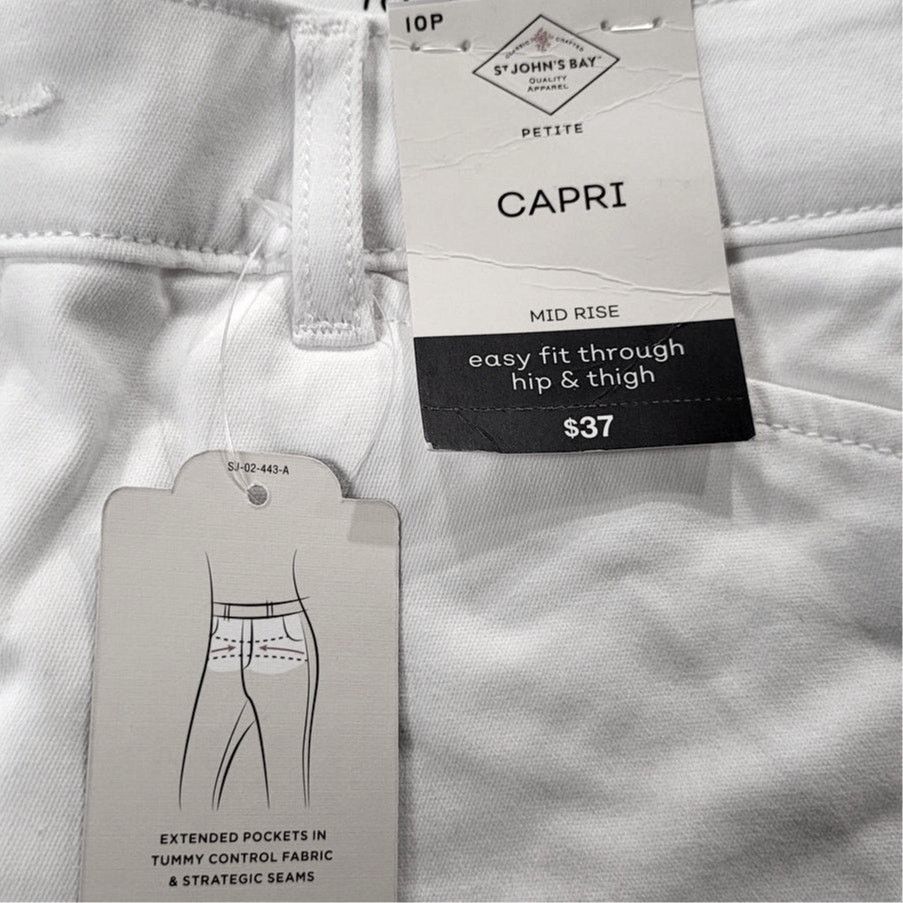 10P
CLASSIC CRAFTED
ST JOHN'S BAY™
QUALITY
APPAREL
PETITE
CAPRI
MID RISE
easy fit through
hip & thigh
$37
SJ-02-443-A
EXTENDED POCKETS IN
TUMMY CONTROL FABRIC
& STRATEGIC SEAMS